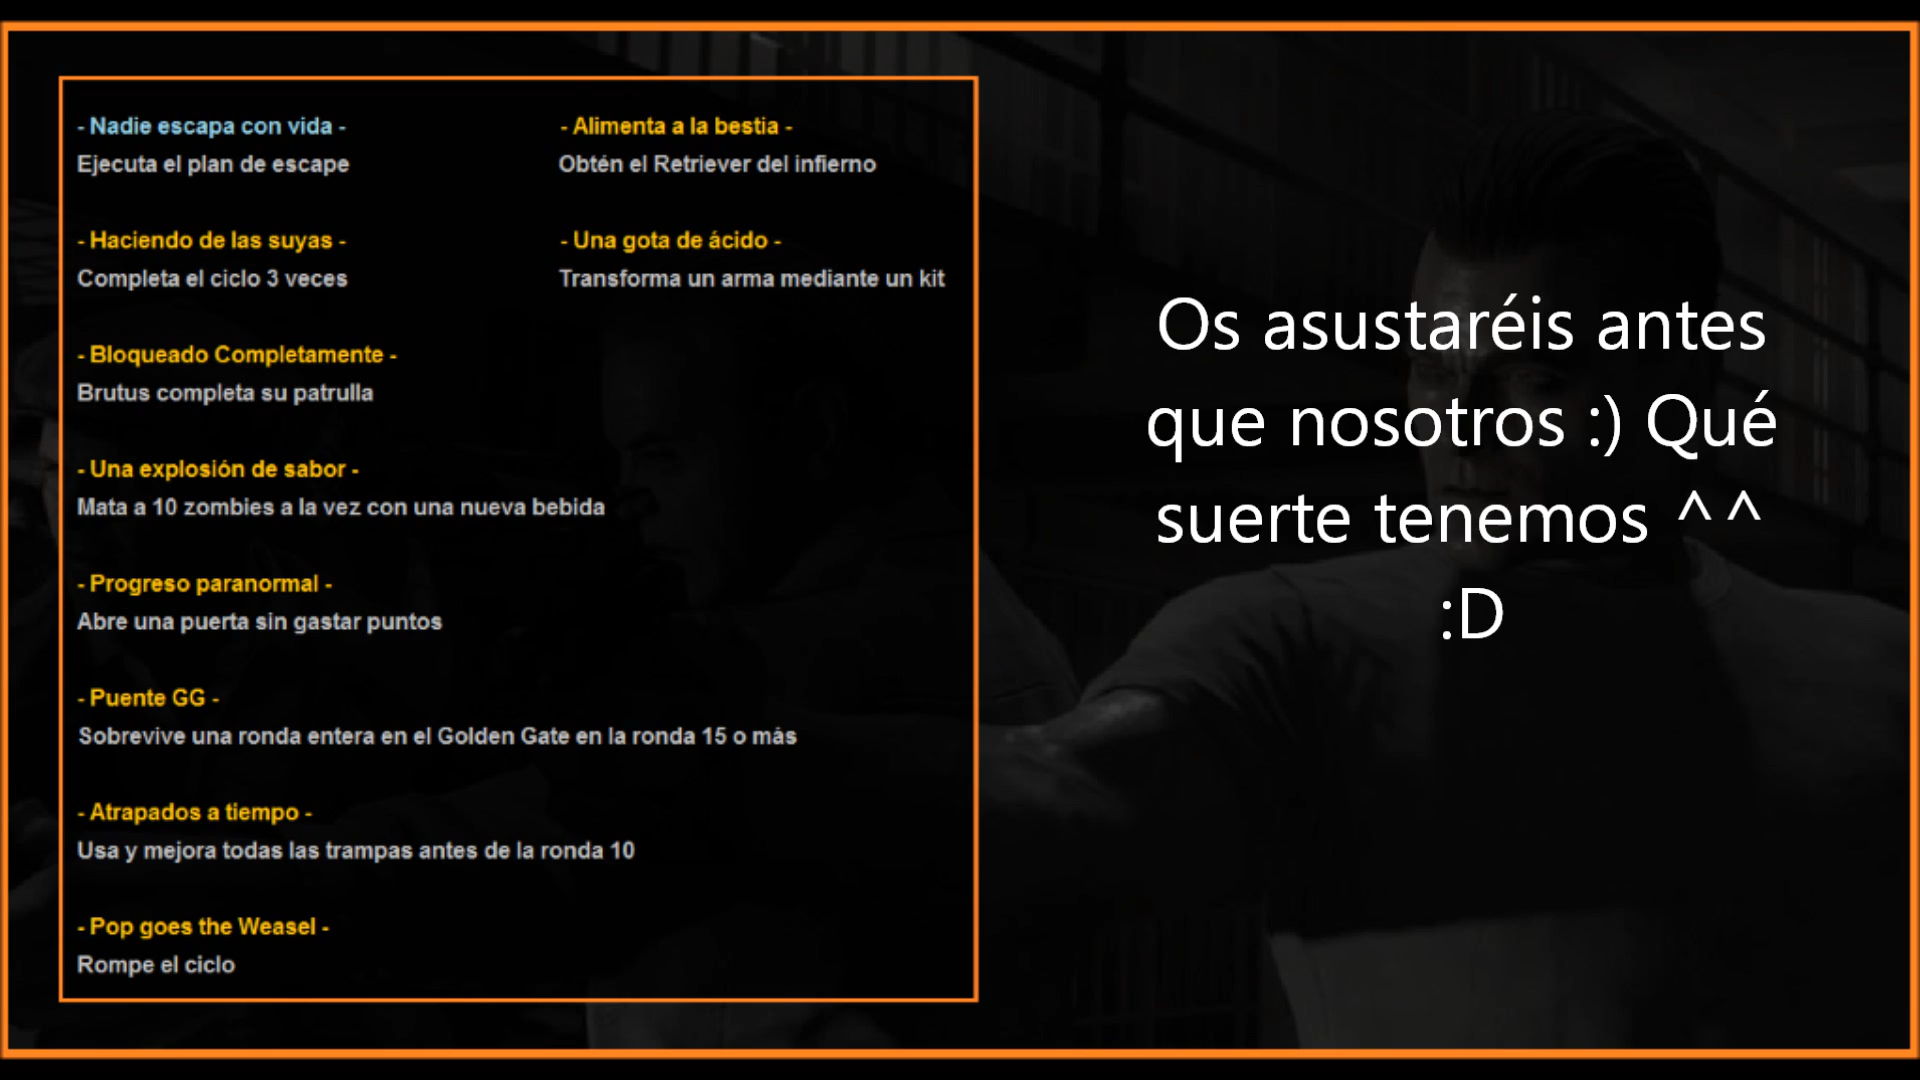 - Nadie escapa con vida -
Ejecuta el plan de escape
- Haciendo de las suyas -
Completa el ciclo 3 veces
- Bloqueado Completamente -
Brutus completa su patrulla
- Una explosión de sabor -
Mata a 10 zombies a la vez con una nueva bebida
- Progreso paranormal -
Abre una puerta sin gastar puntos
- Puente GG -
Sobrevive una ronda entera en el Golden Gate en la ronda 15 o más
- Atrapados a tiempo -
Usa y mejora todas las trampas antes de la ronda 10
- Pop goes the Weasel -
Rompe el ciclo
- Alimenta a la bestia -
Obtén el Retriever del infierno
- Una gota de ácido -
Transforma un arma mediante un kit
Os asustaréis antes
que nosotros :) Qué
suerte tenemos ^^
:D